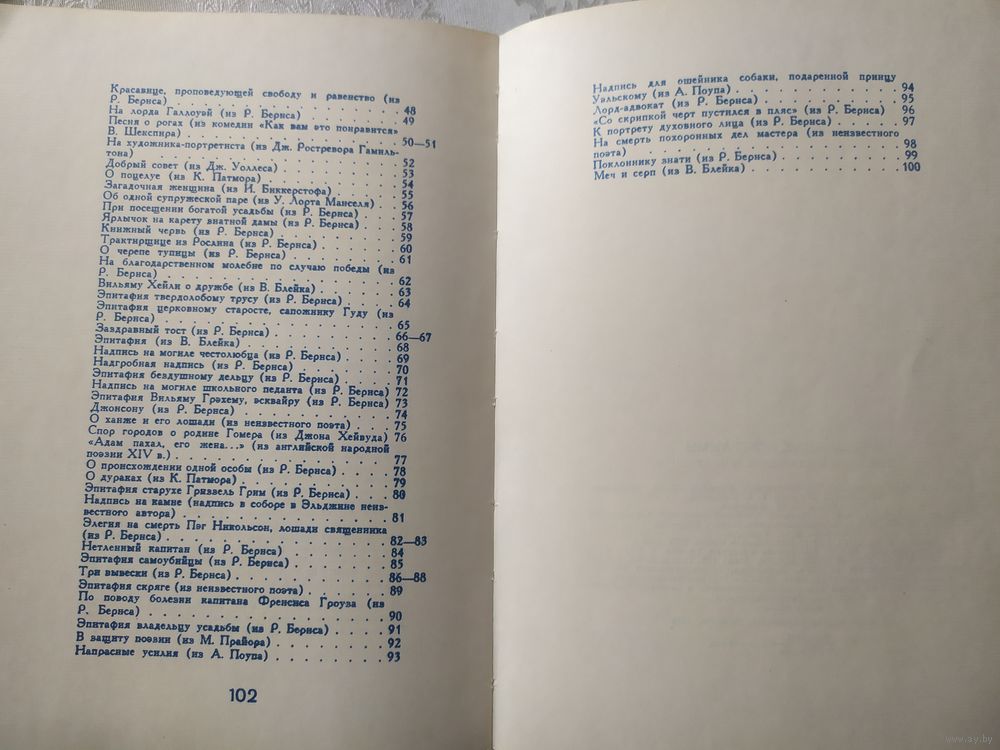 Красавице, проповедующей свободу и равенство (из
Р. Бернса) . . . . . . . . . . . . . . . 48
На лорда Галлоуэй (из Р. Бернса) . . . . . . . 49
Песня о рогах (из комедии «Как вам это понравится»
В. Шекспира) . . . . . . . . . . . . . . 50—51
На художника-портретиста (из Дж. Ростревора Гамиль-
тона) . . . . . . . . . . . . . . . . . 52
Добрый совет (из Дж. Уоллеса) . . . . . . . . 53
О поцелуе (из К. Патмора) . . . . . . . . . . 54
Загадочная женщина (из И. Биккерстофа) . . . . . 55
Об одной супружеской паре (из У. Лорта Манселя) . 56
При посещении богатой усадьбы (из Р. Бернса) . . . 57
Ярлычок на карету знатной дамы (из Р. Бернса) . . . 58
Книжный червь (из Р. Бернса) . . . . . . . . . 59
Трактирщице из Рослина (из Р. Бернса) . . . . . 60
О черепе тупицы (из Р. Бернса) . . . . . . . . 61
На благодарственном молебне по случаю победы (из
Р. Бернса) . . . . . . . . . . . . . . . 62
Вильяму Хейли о дружбе (из В. Блейка) . . . . . 63
Эпитафия твердолобому трусу (из Р. Бернса) . . . . 64
Эпитафия церковному старосте, сапожнику Гуду (из
Р. Бернса) . . . . . . . . . . . . . . . 65
Заздравный тост (из Р. Бернса) . . . . . . . . 66—67
Эпитафия (из В. Блейка) . . . . . . . . . . . 68
Надпись на могиле честолюбца (из Р. Бернса) . . . . 69
Надгробная надпись (из Р. Бернса) . . . . . . . 70
Эпитафия бездушному дельцу (из Р. Бернса) . . . . 71
Надпись на могиле школьного педанта (из Р. Бернса) 72
Эпитафия Вильяму Грэхему, эсквайру (из Р. Бернса) 73
Джонсону (из Р. Бернса) . . . . . . . . . . . 74
О ханже и его лошади (из неизвестного поэта) . . . . 75
Спор городов о родине Гомера (из Джона Хейвуда) 76
«Адам пахал, его жена...» (из английской народной
поэзии XIV в.) . . . . . . . . . . . . . . 77
О происхождении одной особы (из Р. Бернса) . . . . 78
О дураках (из К. Патмора) . . . . . . . . . . 79
Эпитафия старухе Гриззель Грим (из Р. Бернса) . . . 80
Надпись на камне (надпись в соборе в Эльджине неиз-
вестного автора) . . . . . . . . . . . . . 81
Элегия на смерть Пэг Никольсон, лошади священника
(из Р. Бернса) . . . . . . . . . . . . . . 82—83
Нетленный капитан (из Р. Бернса) . . . . . . . 84
Эпитафия самоубийцы (из Р. Бернса) . . . . . . . 85
Три вывески (из Р. Бернса) . . . . . . . . . . 86—88
Эпитафия скряге (из неизвестного поэта) . . . . . . 89
По поводу болезни капитана Френсиса Гроуза (из
Р. Бернса) . . . . . . . . . . . . . . . 90
Эпитафия владельцу усадьбы (из Р. Бернса) . . . . 91
В защиту поэзии (из М. Прайора) . . . . . . . . 92
Напрасные усилия (из А. Поупа) . . . . . . . . 93
102
Надпись для ошейника собаки, подаренной принцу
Уэльскому (из А. Поупа) . . . . . . . . . . . 94
Лорд-адвокат (из Р. Бернса) . . . . . . . . . 95
«Со скрипкой черт пустился в пляс» (из Р. Бернса) 96
К портрету духовного лица (из Р. Бернса) . . . . . 97
На смерть похоронных дел мастера (из неизвестного
поэта) . . . . . . . . . . . . . . . . . 98
Поклоннику знати (из Р. Бернса) . . . . . . . . 99
Меч и серп (из В. Блейка) . . . . . . . . . . 100
www.ay.by